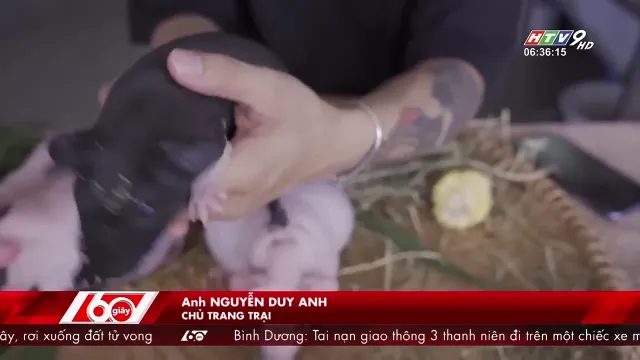 HTV9 HD
06:36:15
60 giây
Anh NGUYỄN DUY ANH
CHỦ TRANG TRẠI
ây, rơi xuống đất tử vong 60 Bình Dương: Tai nạn giao thông 3 thanh niên đi trên một chiếc xe m